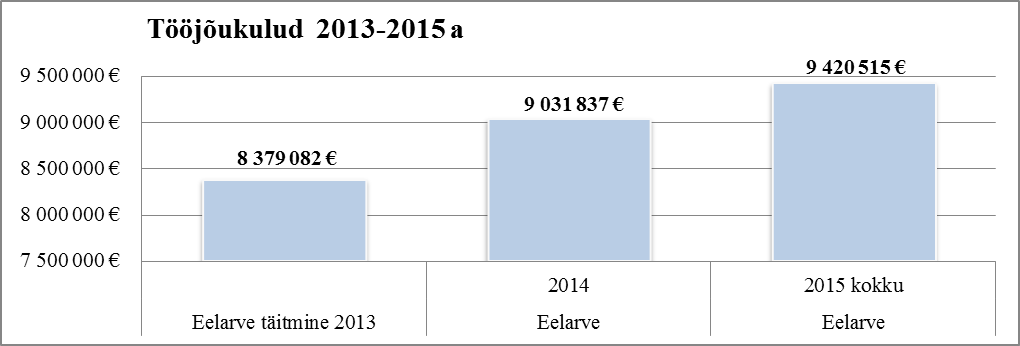 Tööjõukulud 2013-2015 a
9 500 000 €
9 000 000 €
8 500 000 €
8 000 000 €
7 500 000 €
8 379 082 €
9 031 837 €
9 420 515 €
2014
2015 kokku
Eelarve täitmine 2013
Eelarve
Eelarve